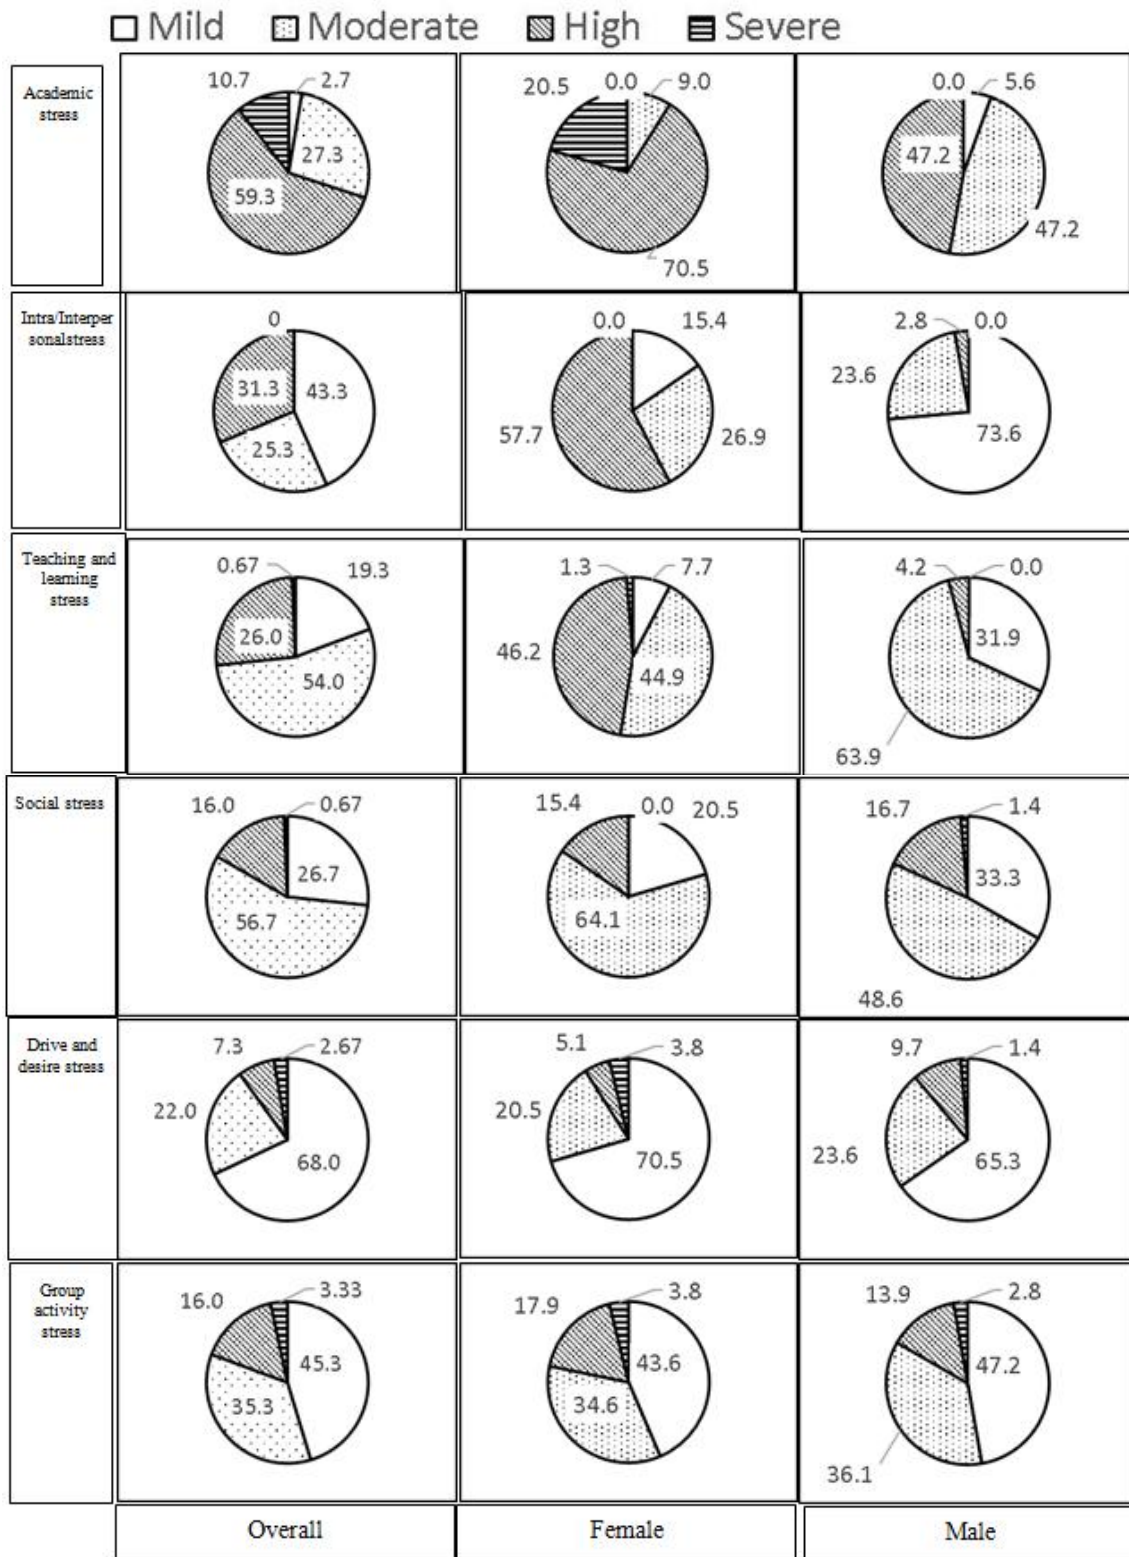 Mild Moderate High Severe
Academic
stress
10.7 2.7
27.3
59.3
20.5 0.0 9.0
70.5
0.0 5.6
47.2
47.2
Intra/Interper
sonalstress
0
31.3 43.3
25.3
0.0 15.4
57.7 26.9
2.8 0.0
23.6
73.6
Teaching and
learning
stress
0.67 19.3
26.0
54.0
1.3 7.7
46.2 44.9
4.2 0.0
31.9
63.9
Social stress
16.0 0.67
26.7
56.7
15.4 0.0 20.5
64.1
16.7 1.4
33.3
48.6
Drive and
desire stress
7.3 2.67
22.0
68.0
5.1 3.8
20.5
70.5
9.7 1.4
23.6 65.3
Group
activity
stress
16.0 3.33
45.3
35.3
17.9 3.8
43.6
34.6
13.9 2.8
47.2
36.1
Overall Female Male